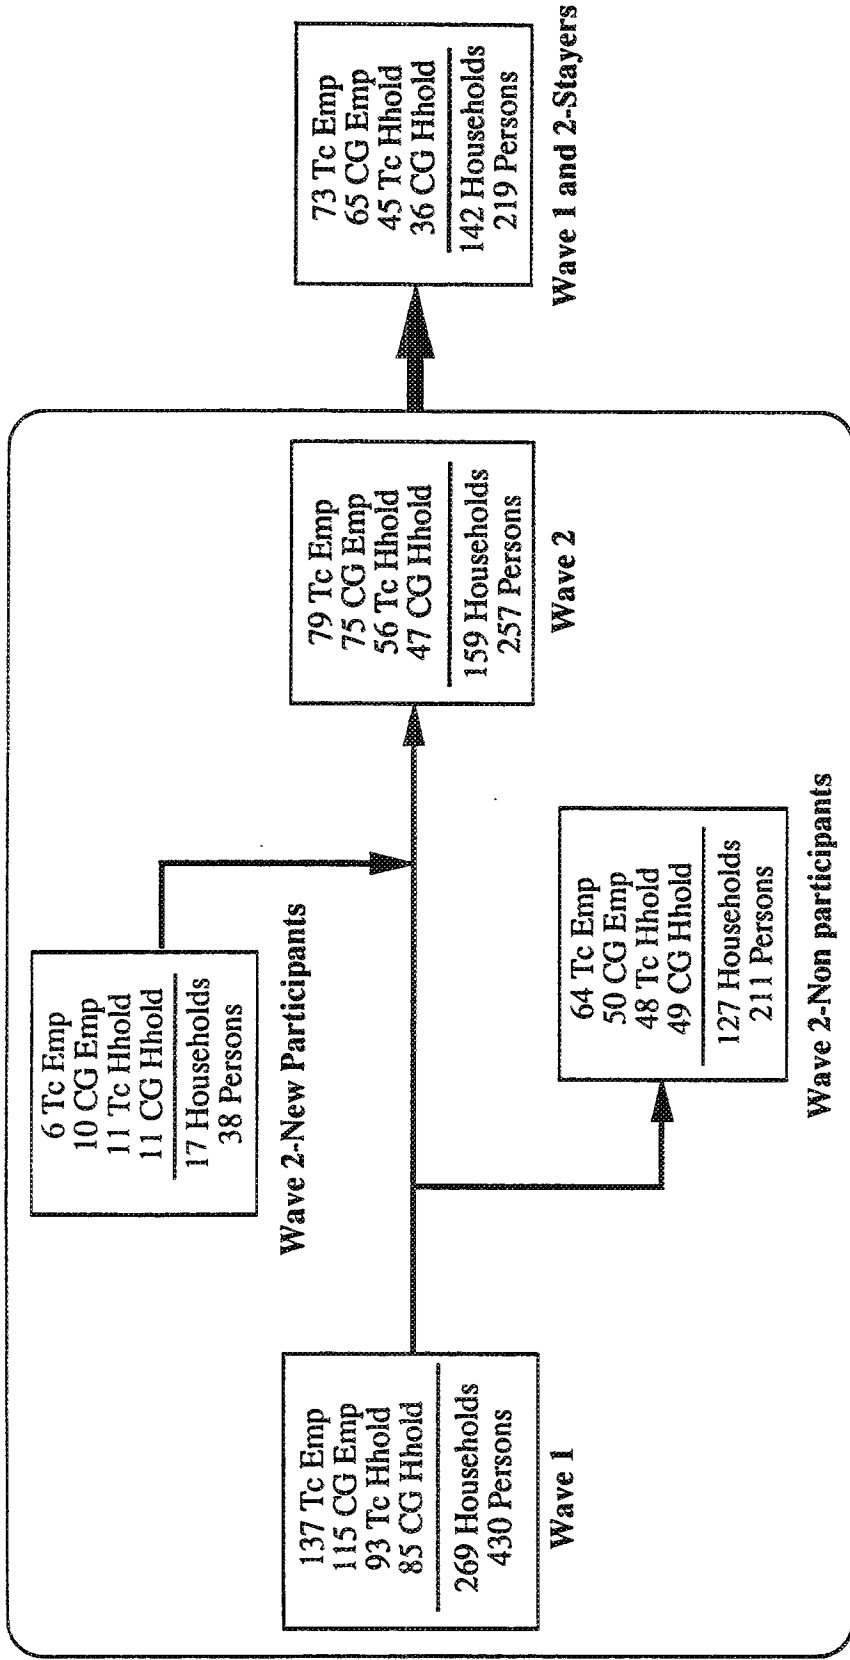 137 Tc Emp
115 CG Emp
93 Tc Hhold
85 CG Hhold
269 Households
430 Persons
Wave 1
6 Tc Emp
10 CG Emp
11 Tc Hhold
11 CG Hhold
17 Households
38 Persons
Wave 2-New Participants
64 Tc Emp
50 CG Emp
48 Tc Hhold
49 CG Hhold
127 Households
211 Persons
Wave 2-Non participants
79 Tc Emp
75 CG Emp
56 Tc Hhold
47 CG Hhold
159 Households
257 Persons
Wave 2
73 Tc Emp
65 CG Emp
45 Tc Hhold
36 CG Hhold
142 Households
219 Persons
Wave 1 and 2-Stayers